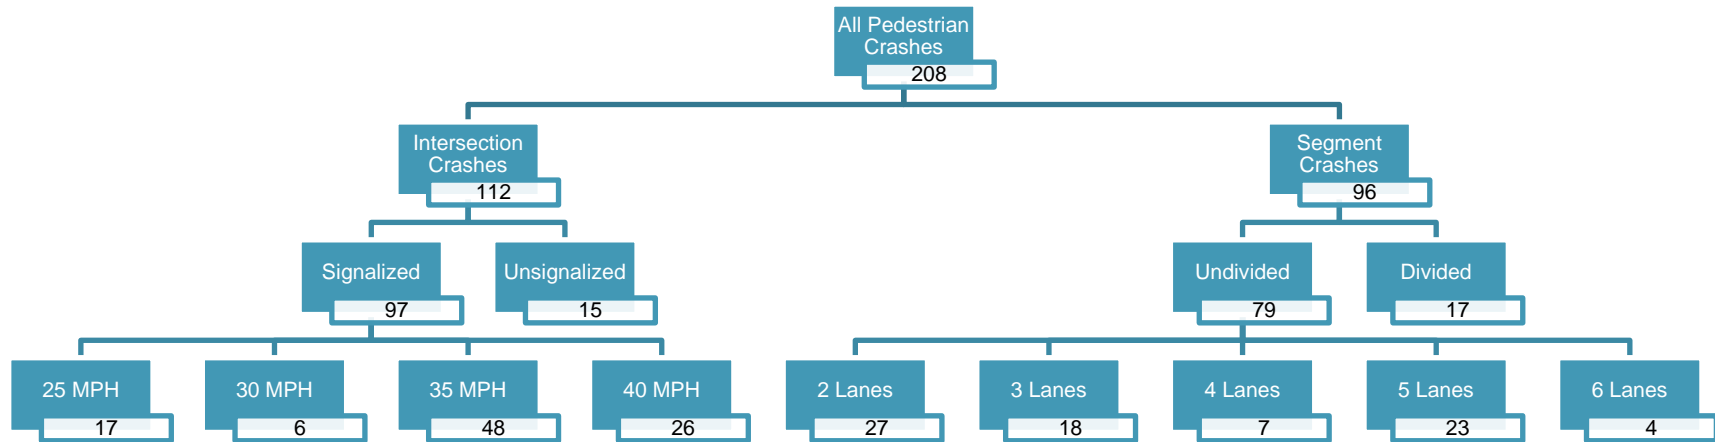 All Pedestrian
Crashes
208
Intersection
Crashes
112
Segment
Crashes
96
Signalized
97
Unsignalized
15
Undivided
79
Divided
17
25 MPH
17
30 MPH
6
35 MPH
48
40 MPH
26
2 Lanes
27
3 Lanes
18
4 Lanes
7
5 Lanes
23
6 Lanes
4